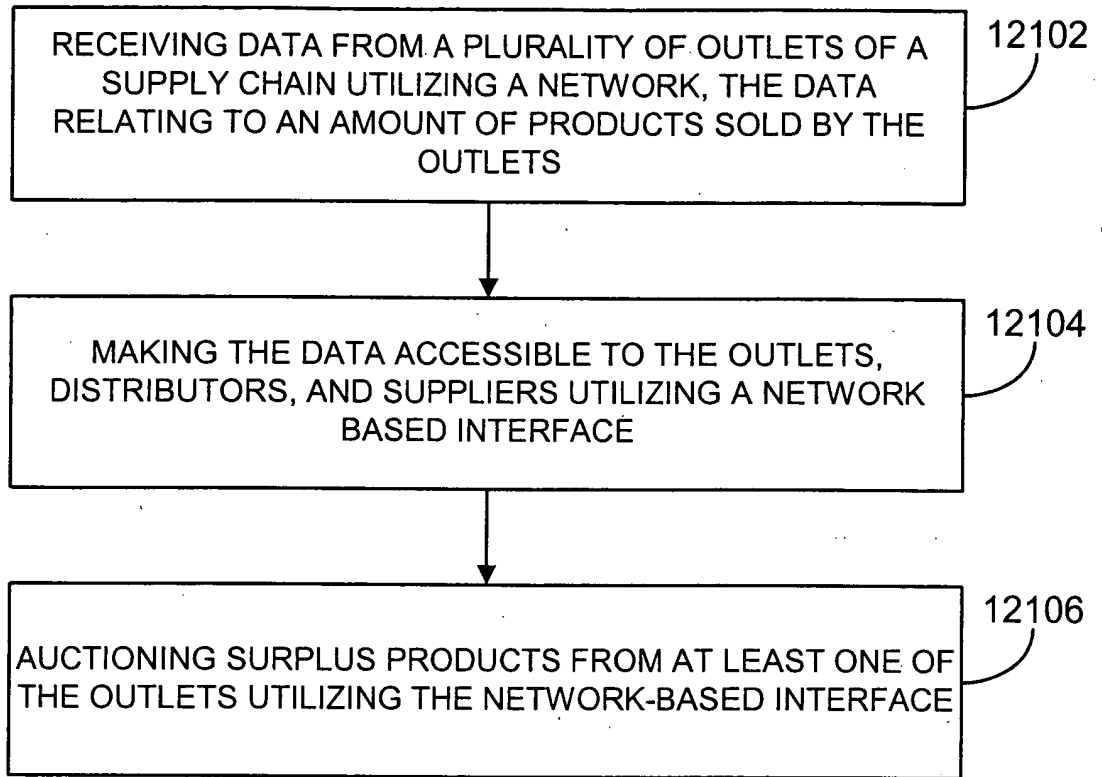 RECEIVING DATA FROM A PLURALITY OF OUTLETS OF A
SUPPLY CHAIN UTILIZING A NETWORK, THE DATA
RELATING TO AN AMOUNT OF PRODUCTS SOLD BY THE
OUTLETS
12102
MAKING THE DATA ACCESSIBLE TO THE OUTLETS,
DISTRIBUTORS, AND SUPPLIERS UTILIZING A NETWORK
BASED INTERFACE
12104
AUCTIONING SURPLUS PRODUCTS FROM AT LEAST ONE OF
THE OUTLETS UTILIZING THE NETWORK-BASED INTERFACE
12106